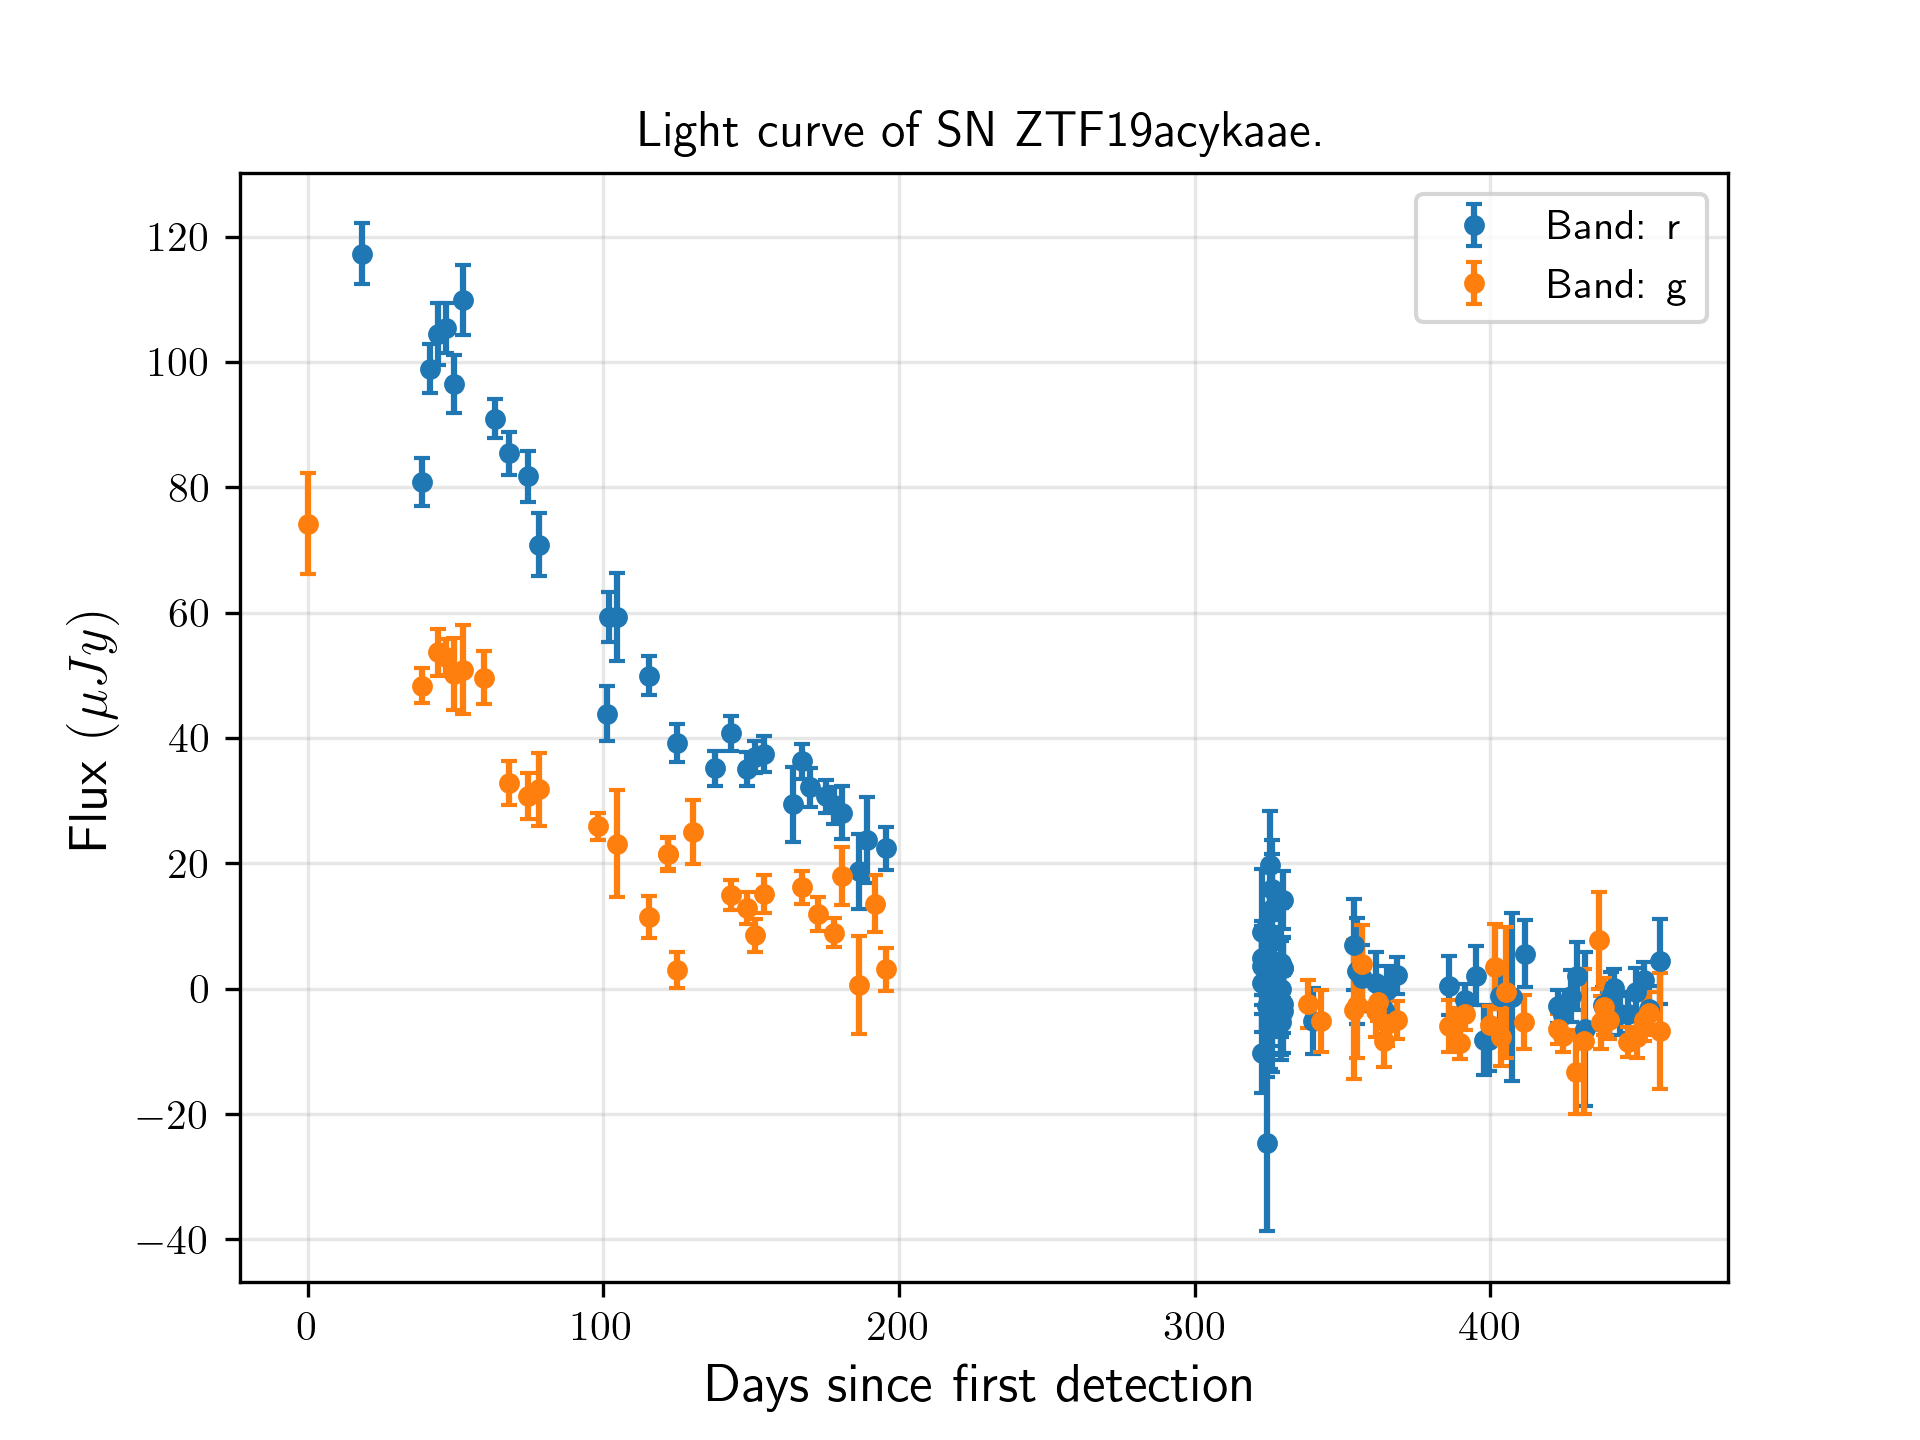 Light curve of SN ZTF19acykaae.
Band: r
Band: g
Flux (μJy)
120
100
80
60
40
20
0
−20
−40
0 100 200 300 400
Days since first detection